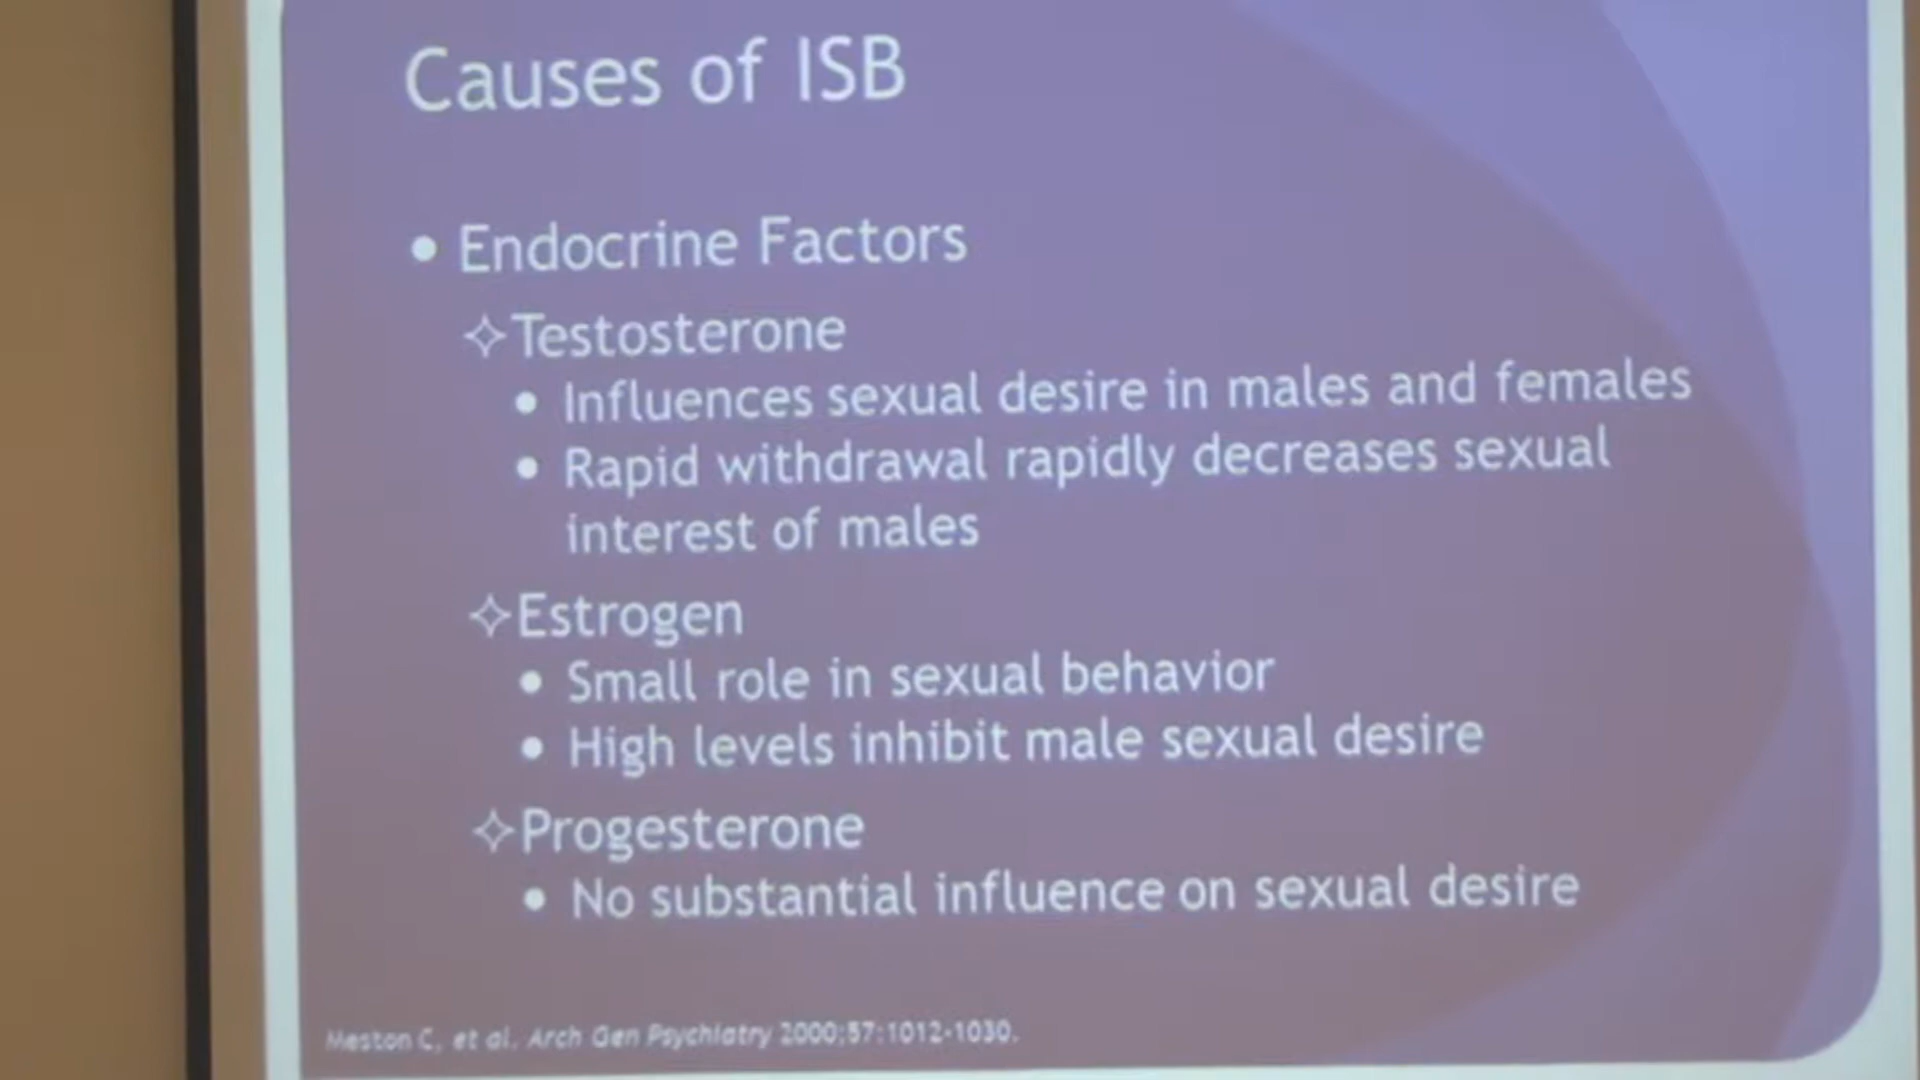 Causes of ISB
• Endocrine Factors
✧Testosterone
• Influences sexual desire in males and females
• Rapid withdrawal rapidly decreases sexual
interest of males
✧Estrogen
• Small role in sexual behavior
• High levels inhibit male sexual desire
✧Progesterone
• No substantial influence on sexual desire
Meston C, et al. Arch Gen Psychiatry 2000;57:1012-1030.